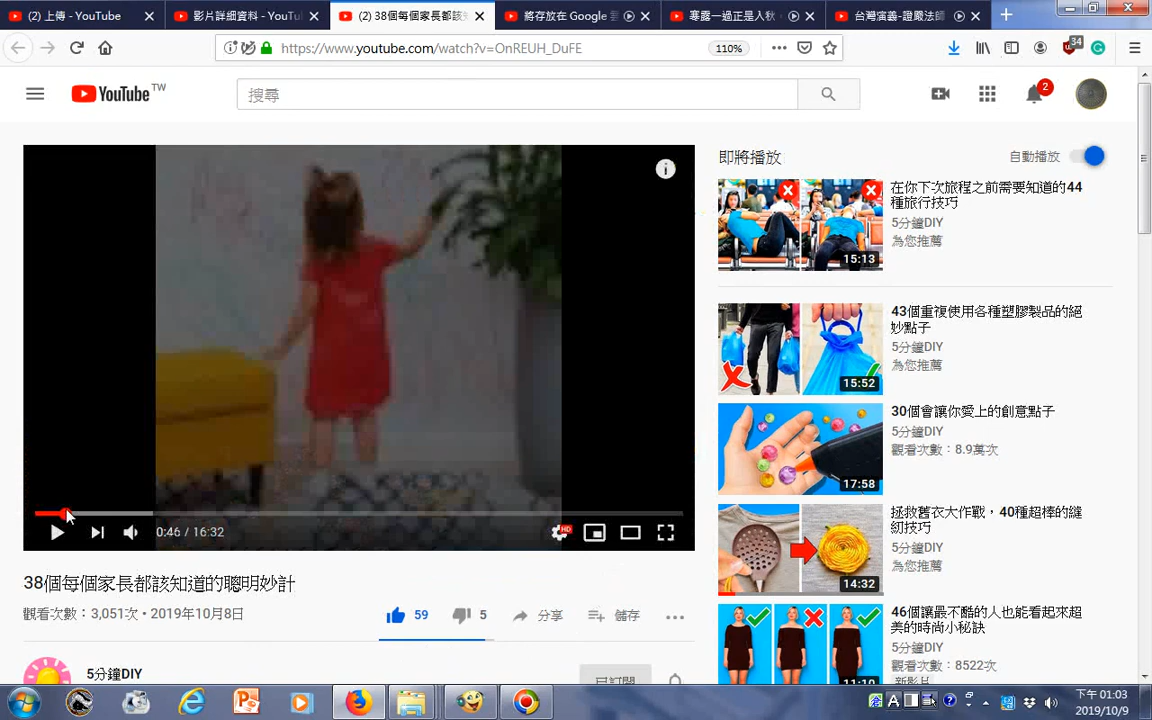 (2) 上傳 - YouTube
影片詳細資料 - YouTu
(2) 38個每個家長都該
將存放在 Google
寒露一過正是入秋
台灣演義-證嚴法師
https://www.youtube.com/watch?v=OnREUH_DuFE
110%
34
YouTube TW
搜尋
2
即將播放
自動播放
在你下次旅程之前需要知道的44
種旅行技巧
5分鐘DIY
為您推薦
15:13
43個重複使用各種塑膠製品的絕
妙點子
5分鐘DIY
為您推薦
15:52
30個會讓你愛上的創意點子
5分鐘DIY
觀看次數：8.9萬次
17:58
拯救舊衣大作戰，40種超棒的縫
紉技巧
5分鐘DIY
為您推薦
14:32
46個讓最不酷的人也能看起來超
美的時尚小秘訣
5分鐘DIY
觀看次數：8522次
新影片
11:10
0:46 / 16:32
HD
38個每個家長都該知道的聰明妙計
觀看次數：3,051次 • 2019年10月8日
59
5
分享
儲存
5分鐘DIY
已訂閱
A
下午 01:03
2019/10/9